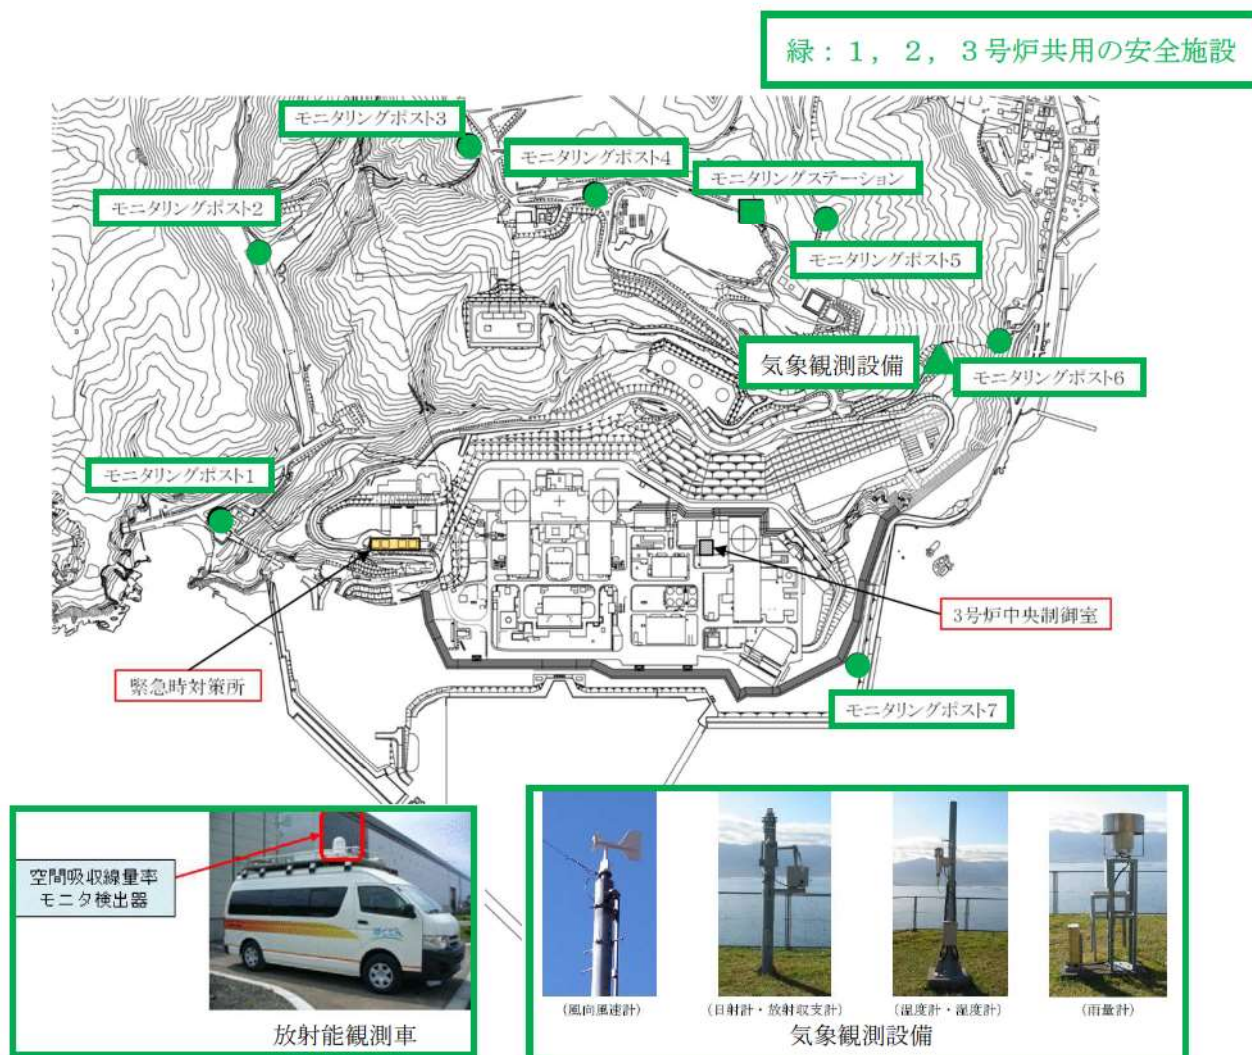 緑：１，２，３号炉共用の安全施設
モニタリングポスト3
モニタリングポスト4
モニタリングステーション
モニタリングポスト2
モニタリングポスト5
気象観測設備
モニタリングポスト6
モニタリングポスト1
3号炉中央制御室
緊急時対策所
モニタリングポスト7
空間吸収線量率
モニタ検出器
ほくでん
放射能観測車
(風向風速計)
(日射計・放射収支計)
(温度計・湿度計)
(雨量計)
気象観測設備